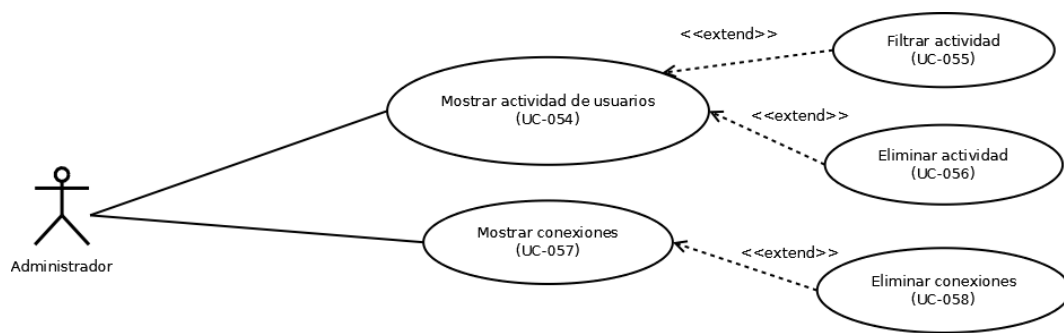 <<extend>>
Filtrar actividad
(UC-055)
Mostrar actividad de usuarios
(UC-054)
<<extend>>
Eliminar actividad
(UC-056)
Administrador
Mostrar conexiones
(UC-057)
<<extend>>
Eliminar conexiones
(UC-058)